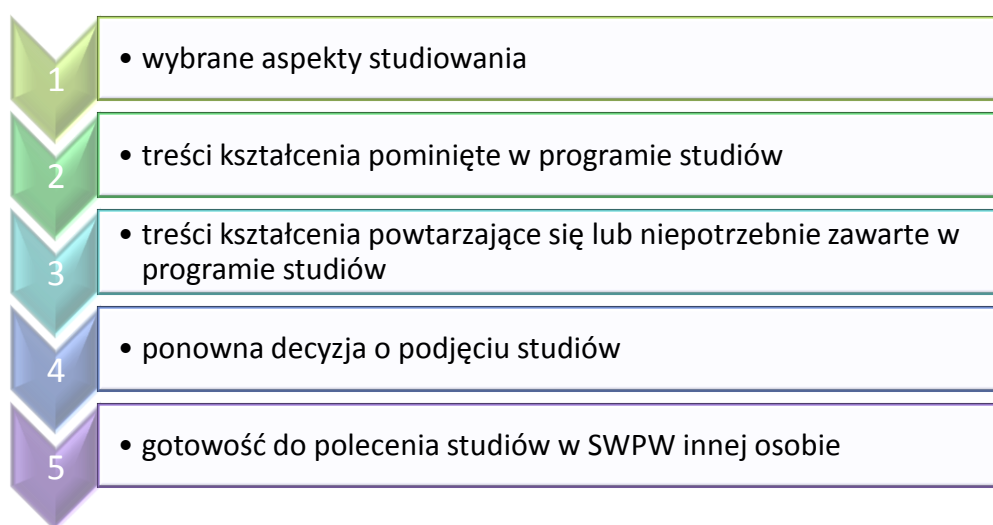 1
• wybrane aspekty studiowania
2
• treści kształcenia pominięte w programie studiów
3
• treści kształcenia powtarzające się lub niepotrzebnie zawarte w
programie studiów
4
• ponowna decyzja o podjęciu studiów
5
• gotowość do polecenia studiów w SWPW innej osobie